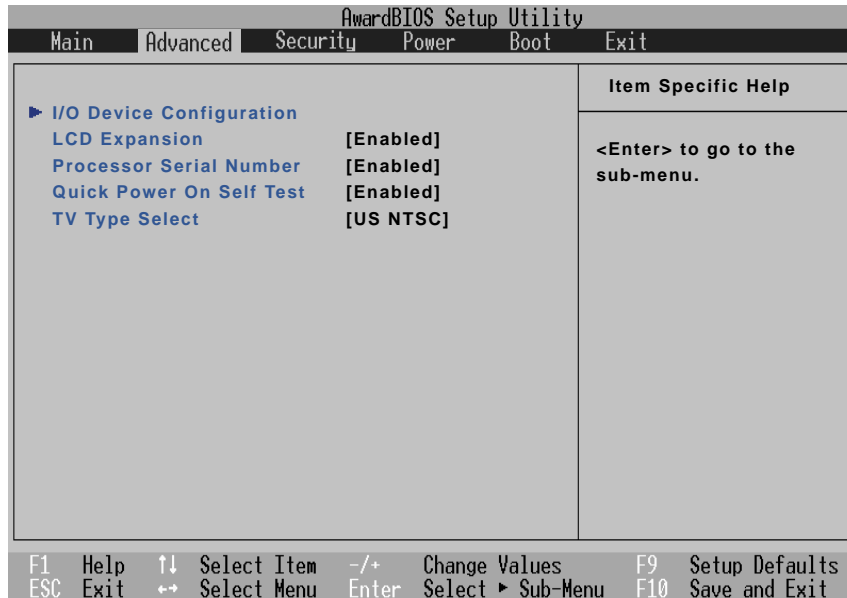 AwardBIOS Setup Utility
Main Advanced Security Power Boot Exit
Item Specific Help
▶ I/O Device Configuration
LCD Expansion [Enabled]
Processor Serial Number [Enabled]
Quick Power On Self Test [Enabled]
TV Type Select [US NTSC]
<Enter> to go to the
sub-menu.
F1 Help ↑↓ Select Item -/+ Change Values F9 Setup Defaults
ESC Exit ←→ Select Menu Enter Select ▶ Sub-Menu F10 Save and Exit